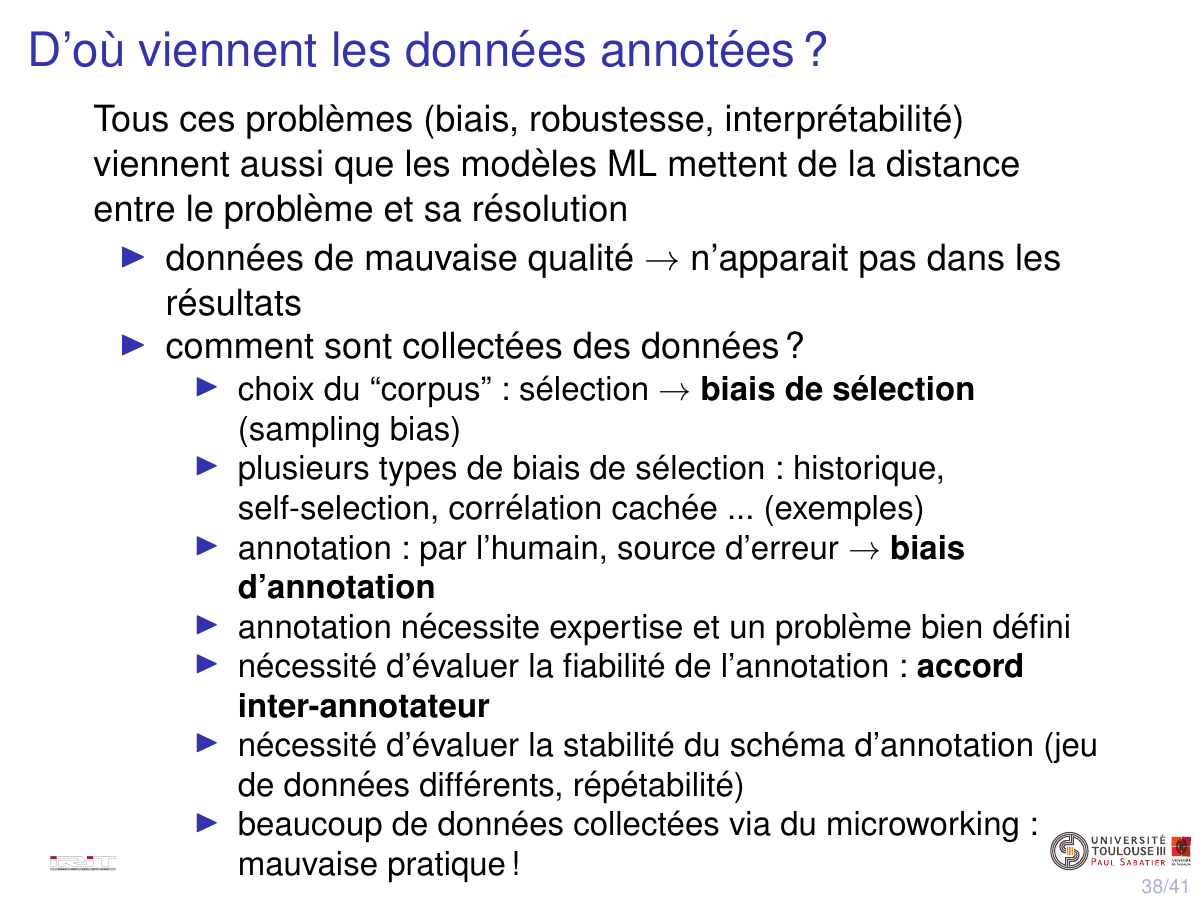 D'où viennent les données annotées ?
Tous ces problèmes (biais, robustesse, interprétabilité)
viennent aussi que les modèles ML mettent de la distance
entre le problème et sa résolution
▶ données de mauvaise qualité → n'apparait pas dans les
résultats
▶ comment sont collectées des données ?
▶ choix du “corpus” : sélection → biais de sélection
(sampling bias)
▶ plusieurs types de biais de sélection : historique,
self-selection, corrélation cachée ... (exemples)
▶ annotation : par l'humain, source d'erreur → biais
d'annotation
▶ annotation nécessite expertise et un problème bien défini
▶ nécessité d'évaluer la fiabilité de l'annotation : accord
inter-annotateur
▶ nécessité d'évaluer la stabilité du schéma d'annotation (jeu
de données différents, répétabilité)
▶ beaucoup de données collectées via du microworking :
mauvaise pratique !
IRIT
UNIVERSITÉ
TOULOUSE III
PAUL SABATIER
38/41